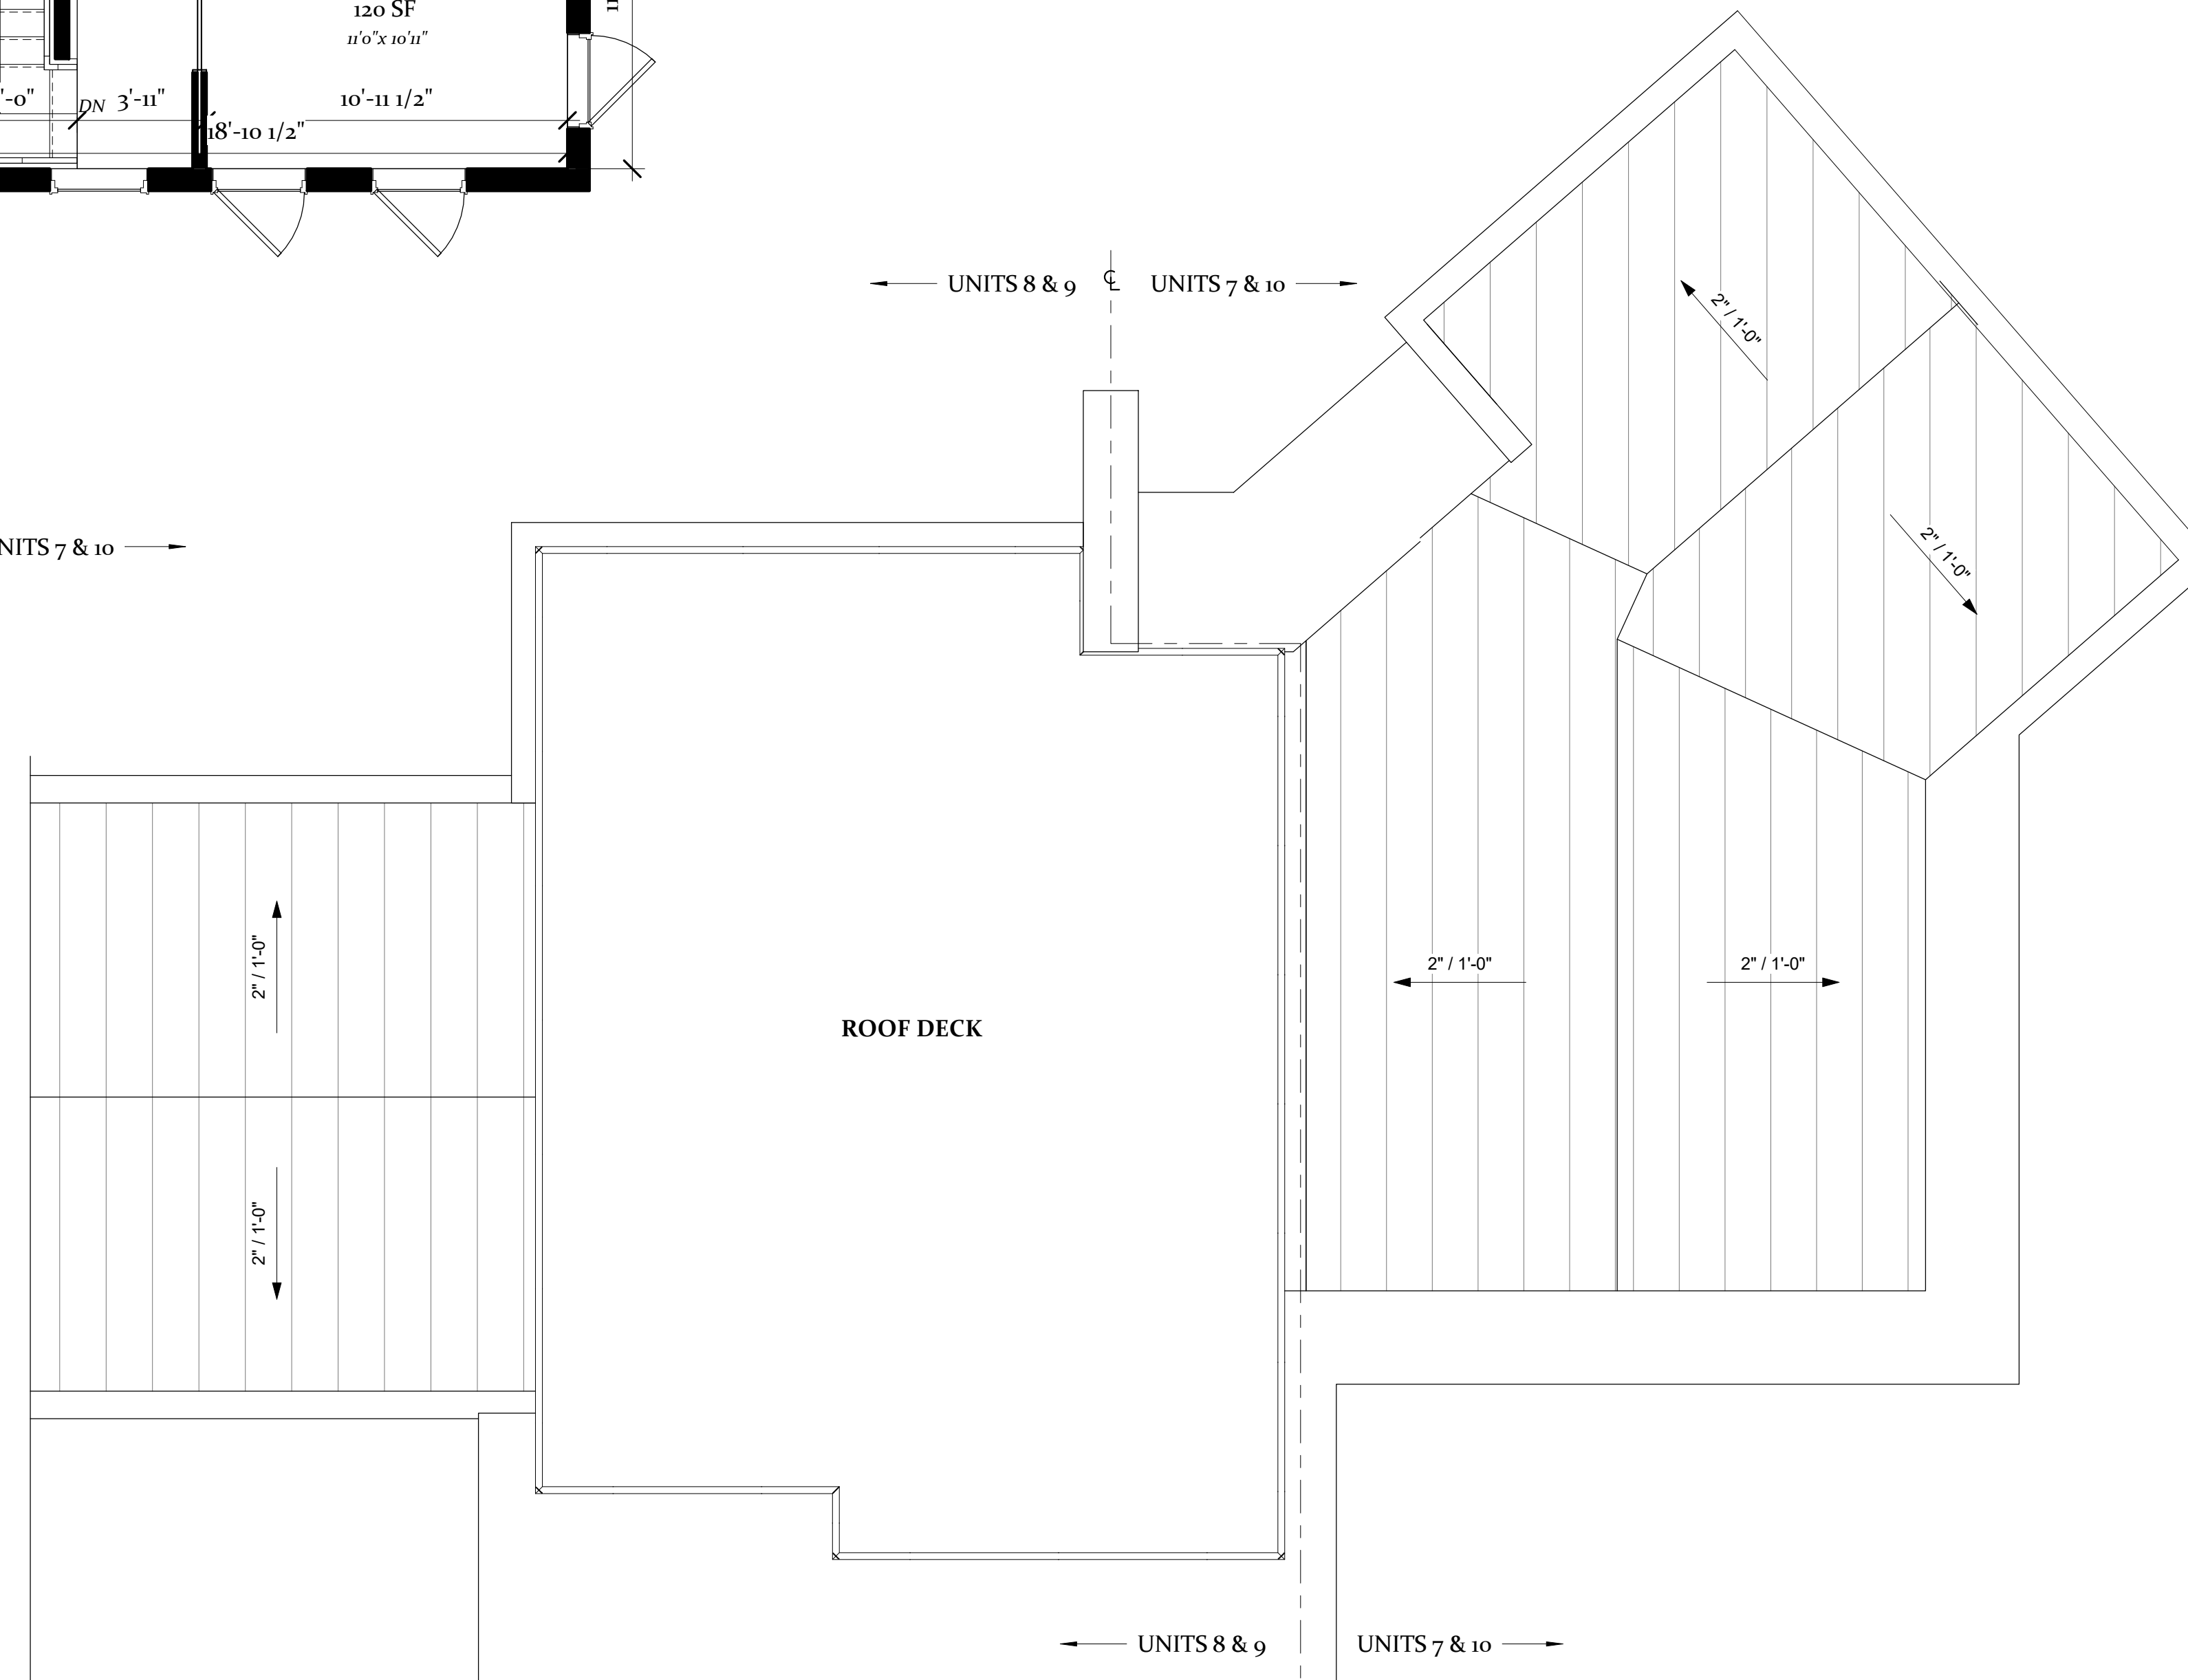 120 SF
11'0"x 10'11"
'-0"
DN
3'-11"
10'-11 1/2"
18'-10 1/2"
11
UNITS 8 & 9
CL
UNITS 7 & 10
2" / 1'-0"
NITS 7 & 10
2" / 1'-0"
2" / 1'-0"
2" / 1'-0"
2" / 1'-0"
ROOF DECK
2" / 1'-0"
UNITS 8 & 9
UNITS 7 & 10